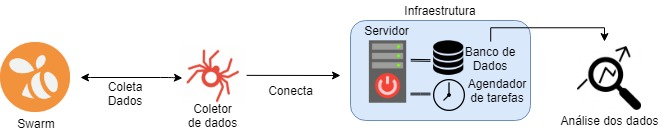 Infraestrutura
Servidor
Banco de
Dados
Agendador
de tarefas
Swarm
Coleta
Dados
Coletor
de dados
Conecta
Análise dos dados